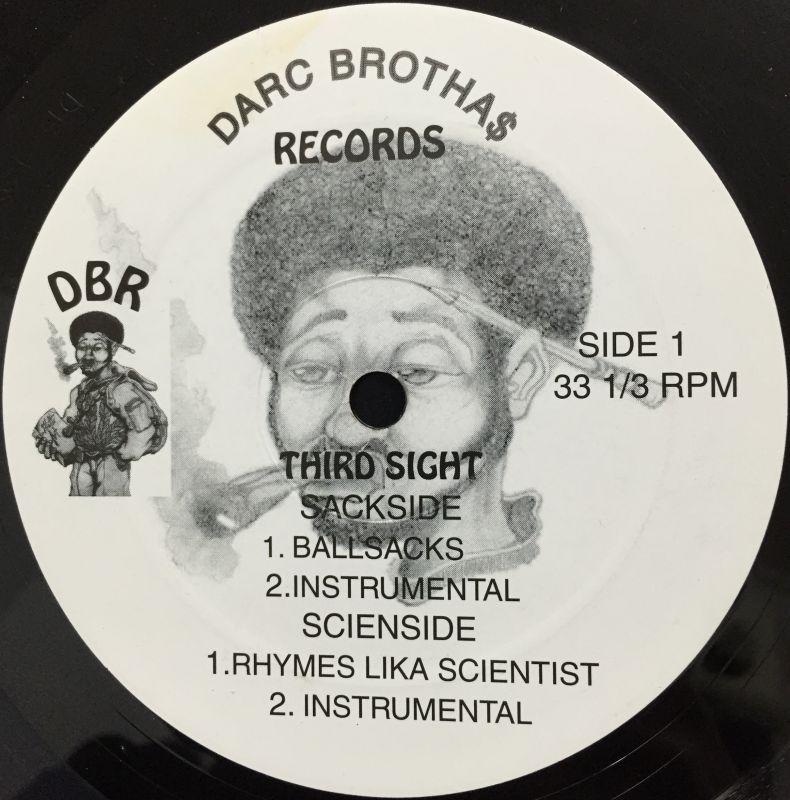 DARC BROTHA$
RECORDS
DBR
SIDE 1
33 1/3 RPM
THIRD SIGHT
SACKSIDE
1. BALLSACKS
2.INSTRUMENTAL
SCIENSIDE
1.RHYMES LIKA SCIENTIST
2. INSTRUMENTAL